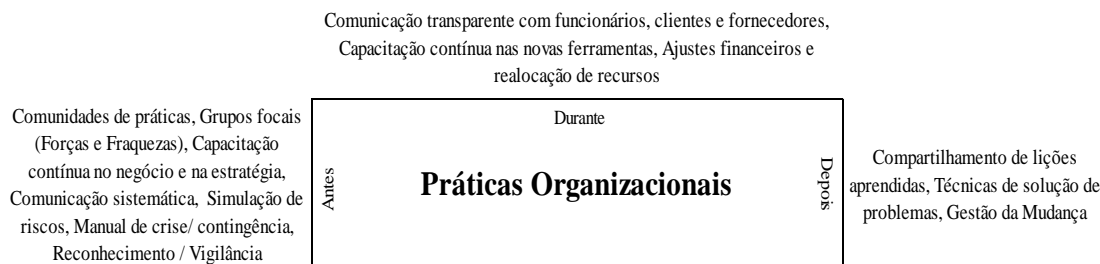 Comunicação transparente com funcionários, clientes e fornecedores,
Capacitação contínua nas novas ferramentas, Ajustes financeiros e
realocação de recursos
Comunidades de práticas, Grupos focais
(Forças e Fraquezas), Capacitação
contínua no negócio e na estratégia,
Comunicação sistemática, Simulação de
riscos, Manual de crise/ contingência,
Reconhecimento / Vigilância
Antes
Durante
Práticas Organizacionais
Depois
Compartilhamento de lições
aprendidas, Técnicas de solução de
problemas, Gestão da Mudança